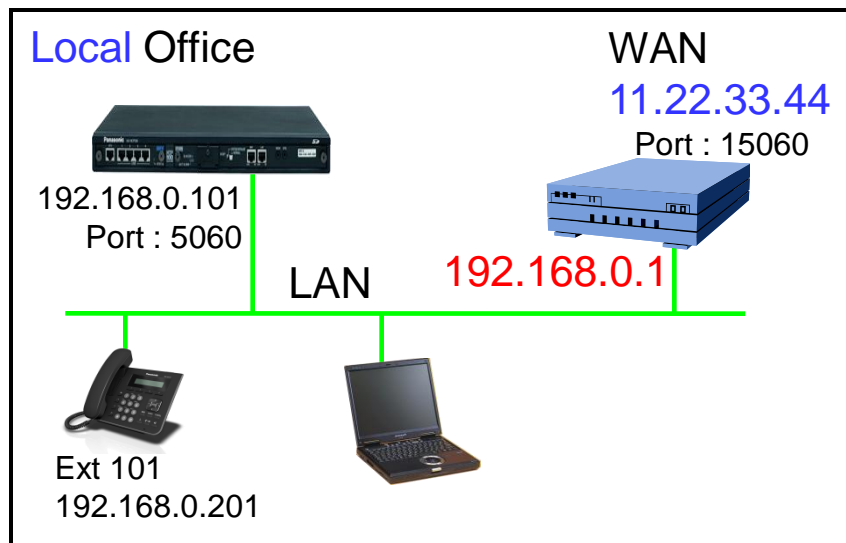 Local Office
WAN
11.22.33.44
Port : 15060
Panasonic
192.168.0.101
Port : 5060
192.168.0.1
LAN
Ext 101
192.168.0.201